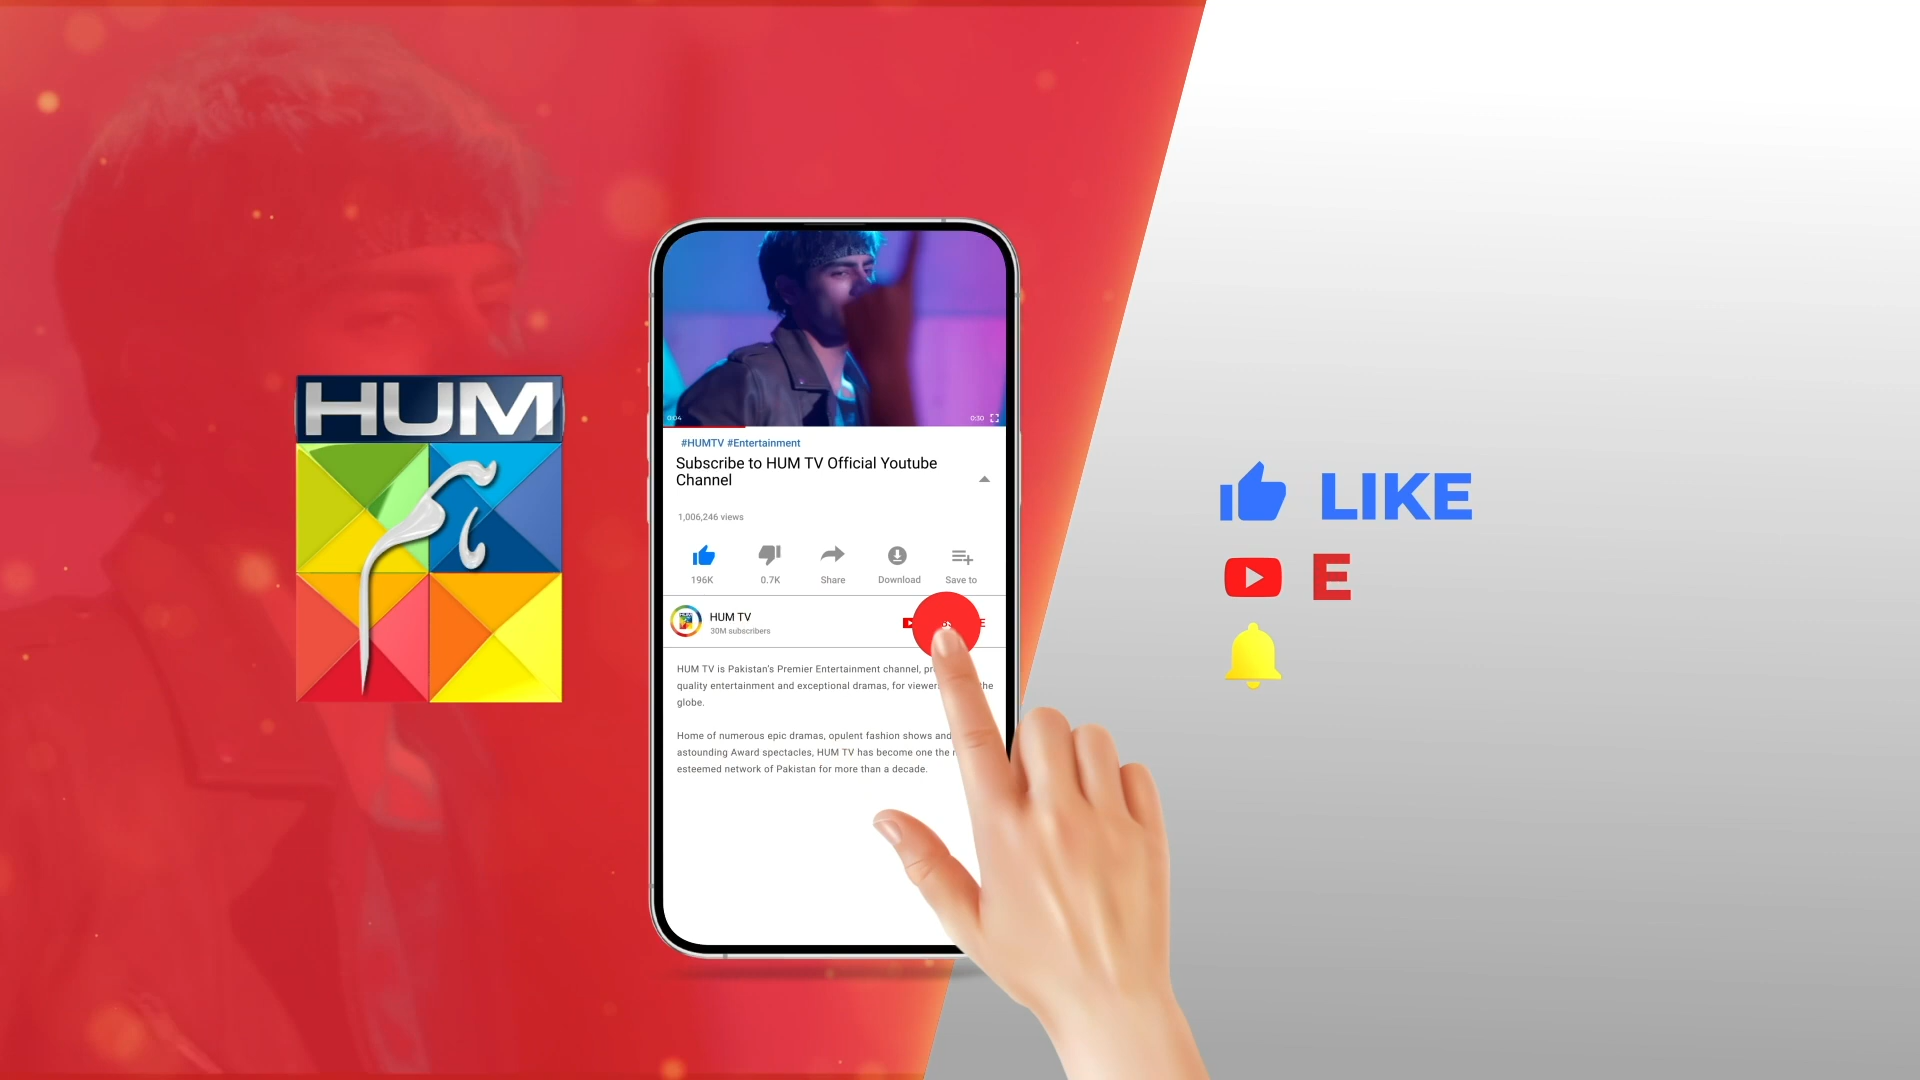 HUM
0:04
0:30
#HUMTV #Entertainment
Subscribe to HUM TV Official Youtube
Channel
1,006,246 views
196K
0.7K
Share
Download
Save to
HUM TV
30M subscribers
E
HUM TV is Pakistan's Premier Entertainment channel,
quality entertainment and exceptional dramas, for the
globe.
Home of numerous epic dramas, opulent fashion shows and
astounding Award spectacles, HUM TV has become one the
esteemed network of Pakistan for more than a decade.
LIKE
E